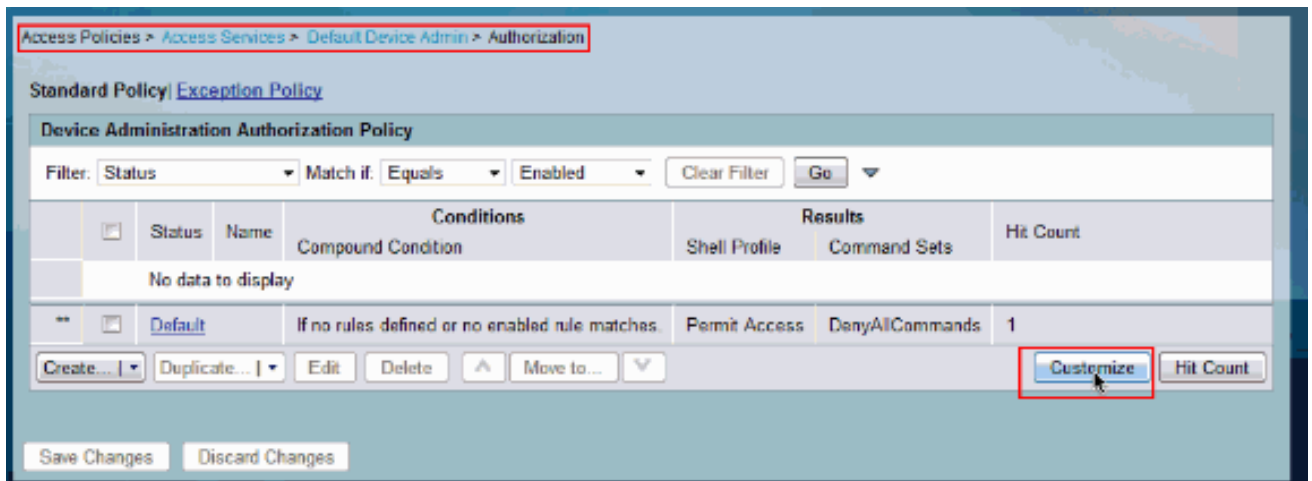 Access Policies > Access Services > Default Device Admin > Authorization
Standard Policy| Exception Policy
Device Administration Authorization Policy
Filter: Status Match if: Equals Enabled Clear Filter Go
Conditions Results
Status Name Compound Condition Shell Profile Command Sets Hit Count
No data to display
** Default If no rules defined or no enabled rule matches. Permit Access DenyAllCommands 1
Create... | Duplicate... | Edit Delete Move to... Customize Hit Count
Save Changes Discard Changes